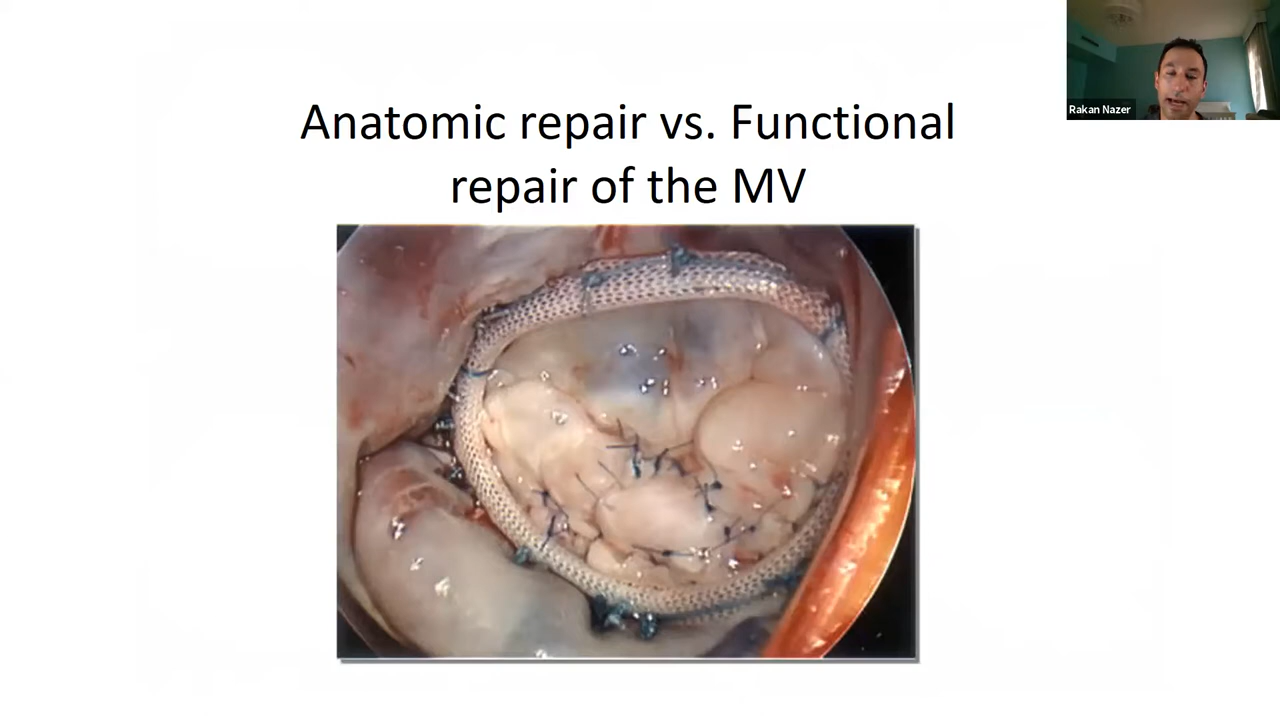 Anatomic repair vs. Functional
repair of the MV
Rakan Nazer